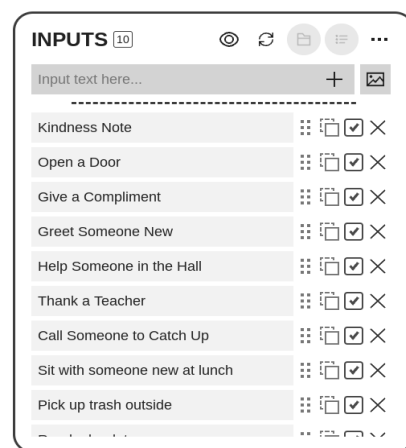 INPUTS 10
Input text here...
Kindness Note
Open a Door
Give a Compliment
Greet Someone New
Help Someone in the Hall
Thank a Teacher
Call Someone to Catch Up
Sit with someone new at lunch
Pick up trash outside